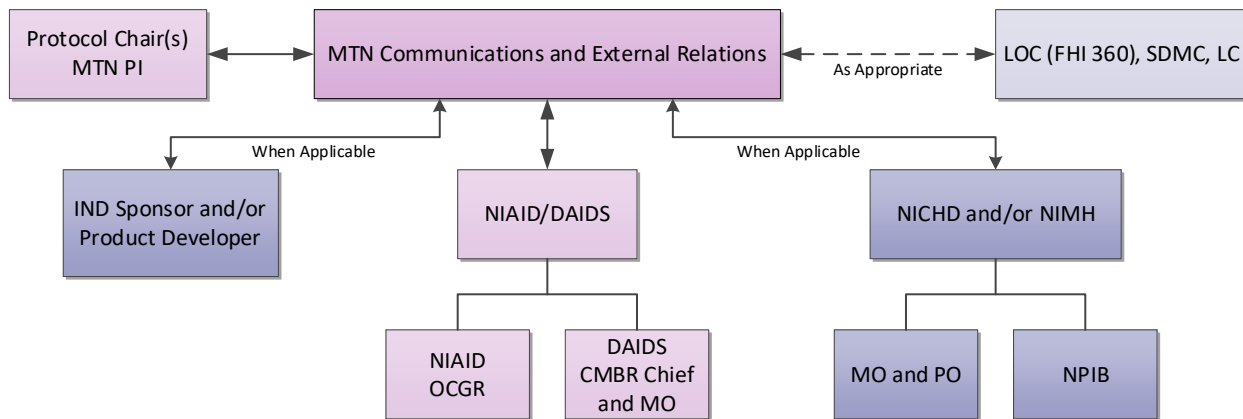 Protocol Chair(s)
MTN PI
MTN Communications and External Relations
As Appropriate
LOC (FHI 360), SDMC, LC
When Applicable
When Applicable
IND Sponsor and/or
Product Developer
NIAID/DAIDS
NICHD and/or NIMH
NIAID
OCGR
DAIDS
CMBR Chief
and MO
MO and PO
NPIB